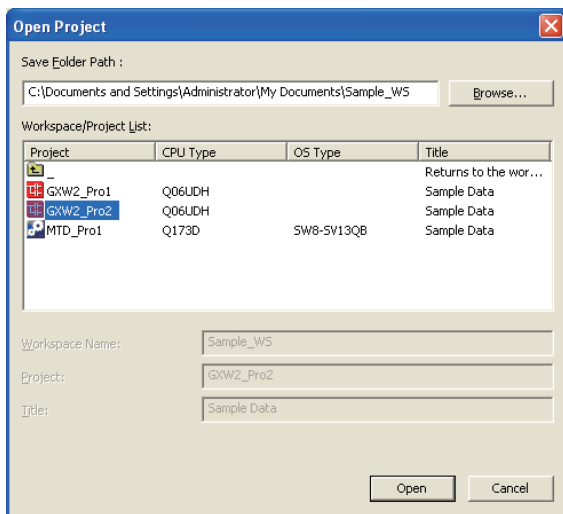 Open Project
Save Folder Path :
C:\Documents and Settings\Administrator\My Documents\Sample_WS Browse...
Workspace/Project List:
Project CPU Type OS Type Title
_ Returns to the wor...
GXW2_Pro1 Q06UDH Sample Data
GXW2_Pro2 Q06UDH Sample Data
MTD_Pro1 Q173D SW8-SV13QB Sample Data
Workspace Name: Sample_WS
Project: GXW2_Pro2
Title: Sample Data
Open Cancel